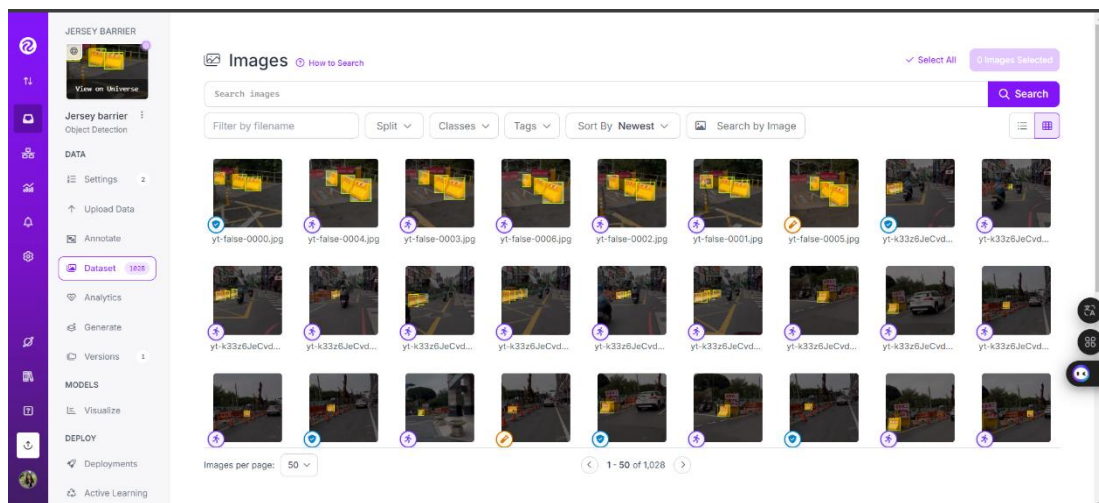 JERSEY BARRIER
View on Universe
Jersey barrier
Object Detection
DATA
Settings 2
Upload Data
Annotate
Dataset 1028
Analytics
Generate
Versions 1
MODELS
Visualize
DEPLOY
Deployments
Active Learning
Images How to Search
Select All 0 Images Selected
Search images Search
Filter by filename Split Classes Tags Sort By Newest Search by Image
yt-false-0000.jpg yt-false-0004.jpg yt-false-0003.jpg yt-false-0006.jpg yt-false-0002.jpg yt-false-0001.jpg yt-false-0005.jpg yt-k33z6JeCvd... yt-k33z6JeCvd...
yt-k33z6JeCvd... yt-k33z6JeCvd... yt-k33z6JeCvd... yt-k33z6JeCvd... yt-k33z6JeCvd... yt-k33z6JeCvd... yt-k33z6JeCvd... yt-k33z6JeCvd... yt-k33z6JeCvd...
Images per page: 50 1 - 50 of 1,028